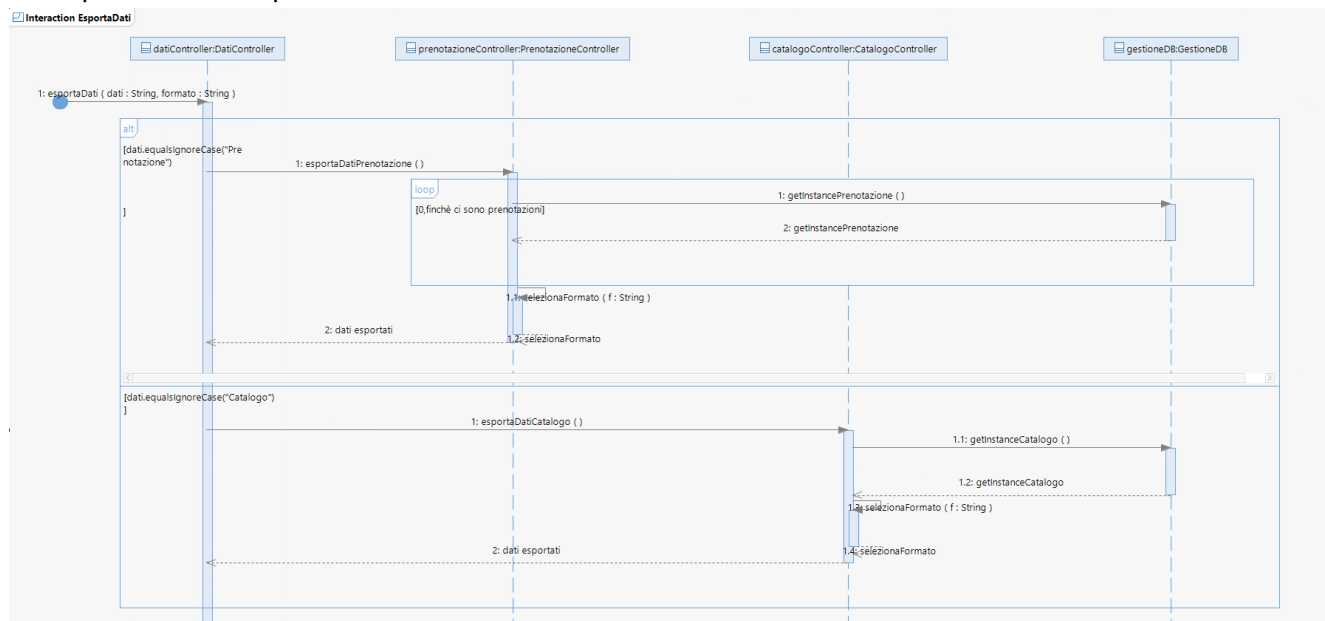 Interaction EsportaDati
datiController:DatiController
prenotazioneController:PrenotazioneController
catalogoController:CatalogoController
gestioneDB:GestioneDB
1: esportaDati ( dati : String, formato : String )
alt
[dati.equalsIgnoreCase("Pre
notazione")
]
1: esportaDatiPrenotazione ( )
loop
[0,finchè ci sono prenotazioni]
1: getInstancePrenotazione ( )
2: getInstancePrenotazione
1.1: selezionaFormato ( f : String )
1.2: selezionaFormato
2: dati esportati
[dati.equalsIgnoreCase("Catalogo")
]
1: esportaDatiCatalogo ( )
1.1: getInstanceCatalogo ( )
1.2: getInstanceCatalogo
1.3: selezionaFormato ( f : String )
1.4: selezionaFormato
2: dati esportati